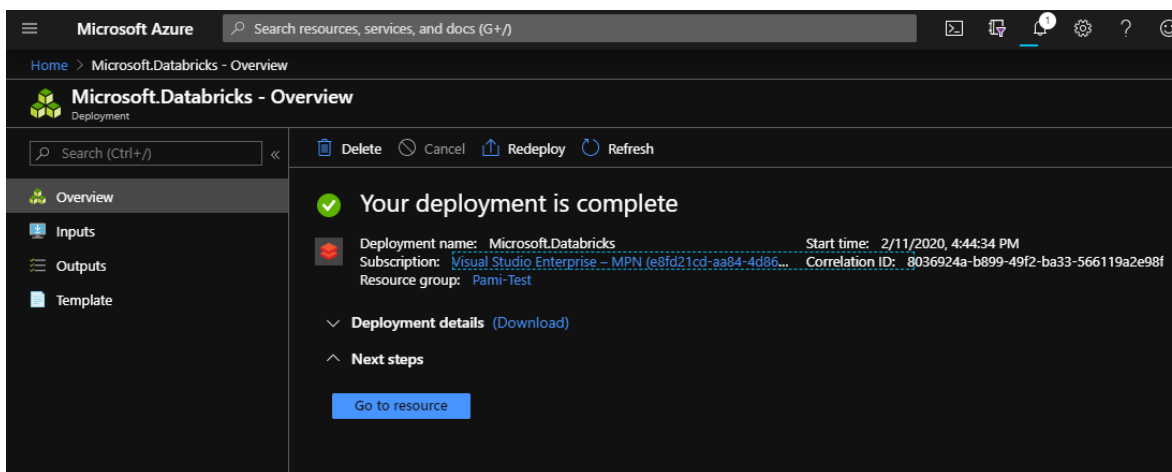 Microsoft Azure
Search resources, services, and docs (G+/)
1
Home > Microsoft.Databricks - Overview
Microsoft.Databricks - Overview
Deployment
Search (Ctrl+/)
«
Delete
Cancel
Redeploy
Refresh
Overview
Inputs
Outputs
Template
Your deployment is complete
Deployment name: Microsoft.Databricks
Subscription: Visual Studio Enterprise – MPN (e8fd21cd-aa84-4d86...
Resource group: Pami-Test
Start time: 2/11/2020, 4:44:34 PM
Correlation ID: 8036924a-b899-49f2-ba33-566119a2e98f
Deployment details (Download)
Next steps
Go to resource